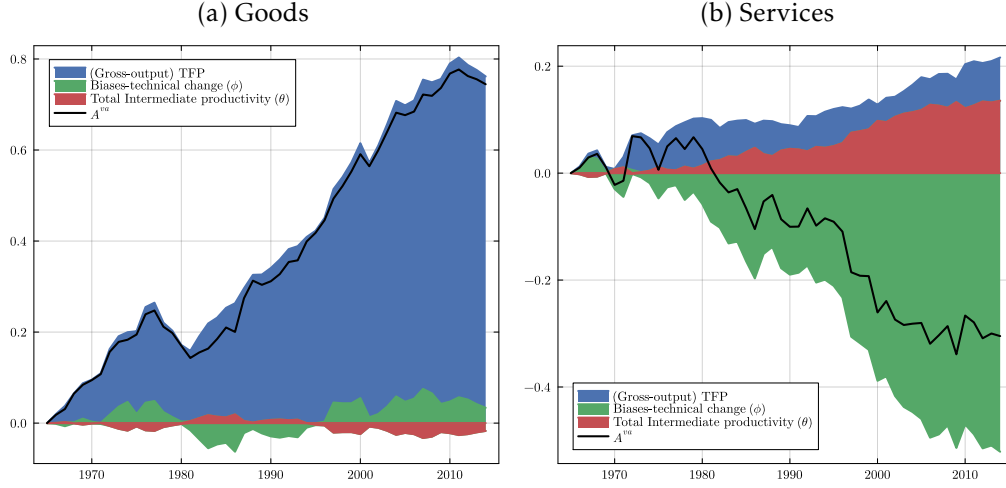 (a) Goods
0.8
0.6
0.4
0.2
0.0
1970 1980 1990 2000 2010
(Gross-output) TFP
Biases-technical change (ϕ)
Total Intermediate productivity (θ)
A^va
(b) Services
0.2
0.0
−0.2
−0.4
1970 1980 1990 2000 2010
(Gross-output) TFP
Biases-technical change (ϕ)
Total Intermediate productivity (θ)
A^va